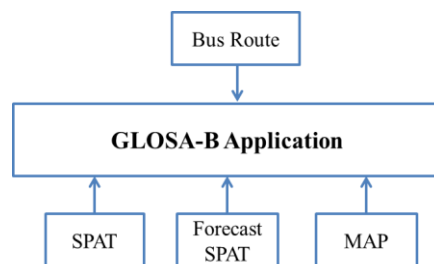 Bus Route
GLOSA-B Application
SPAT
Forecast
SPAT
MAP